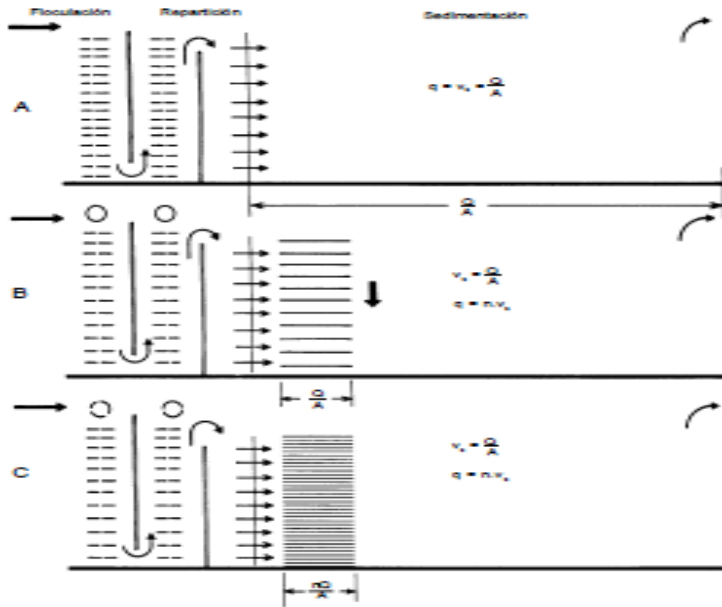 Floculación Repartición Sedimentación
A
q = vₛ = Q/A
Q/A
B
vₛ = Q/A
q = n.vₛ
Q/A
C
vₛ = Q/A
q = n.vₛ
nQ/A